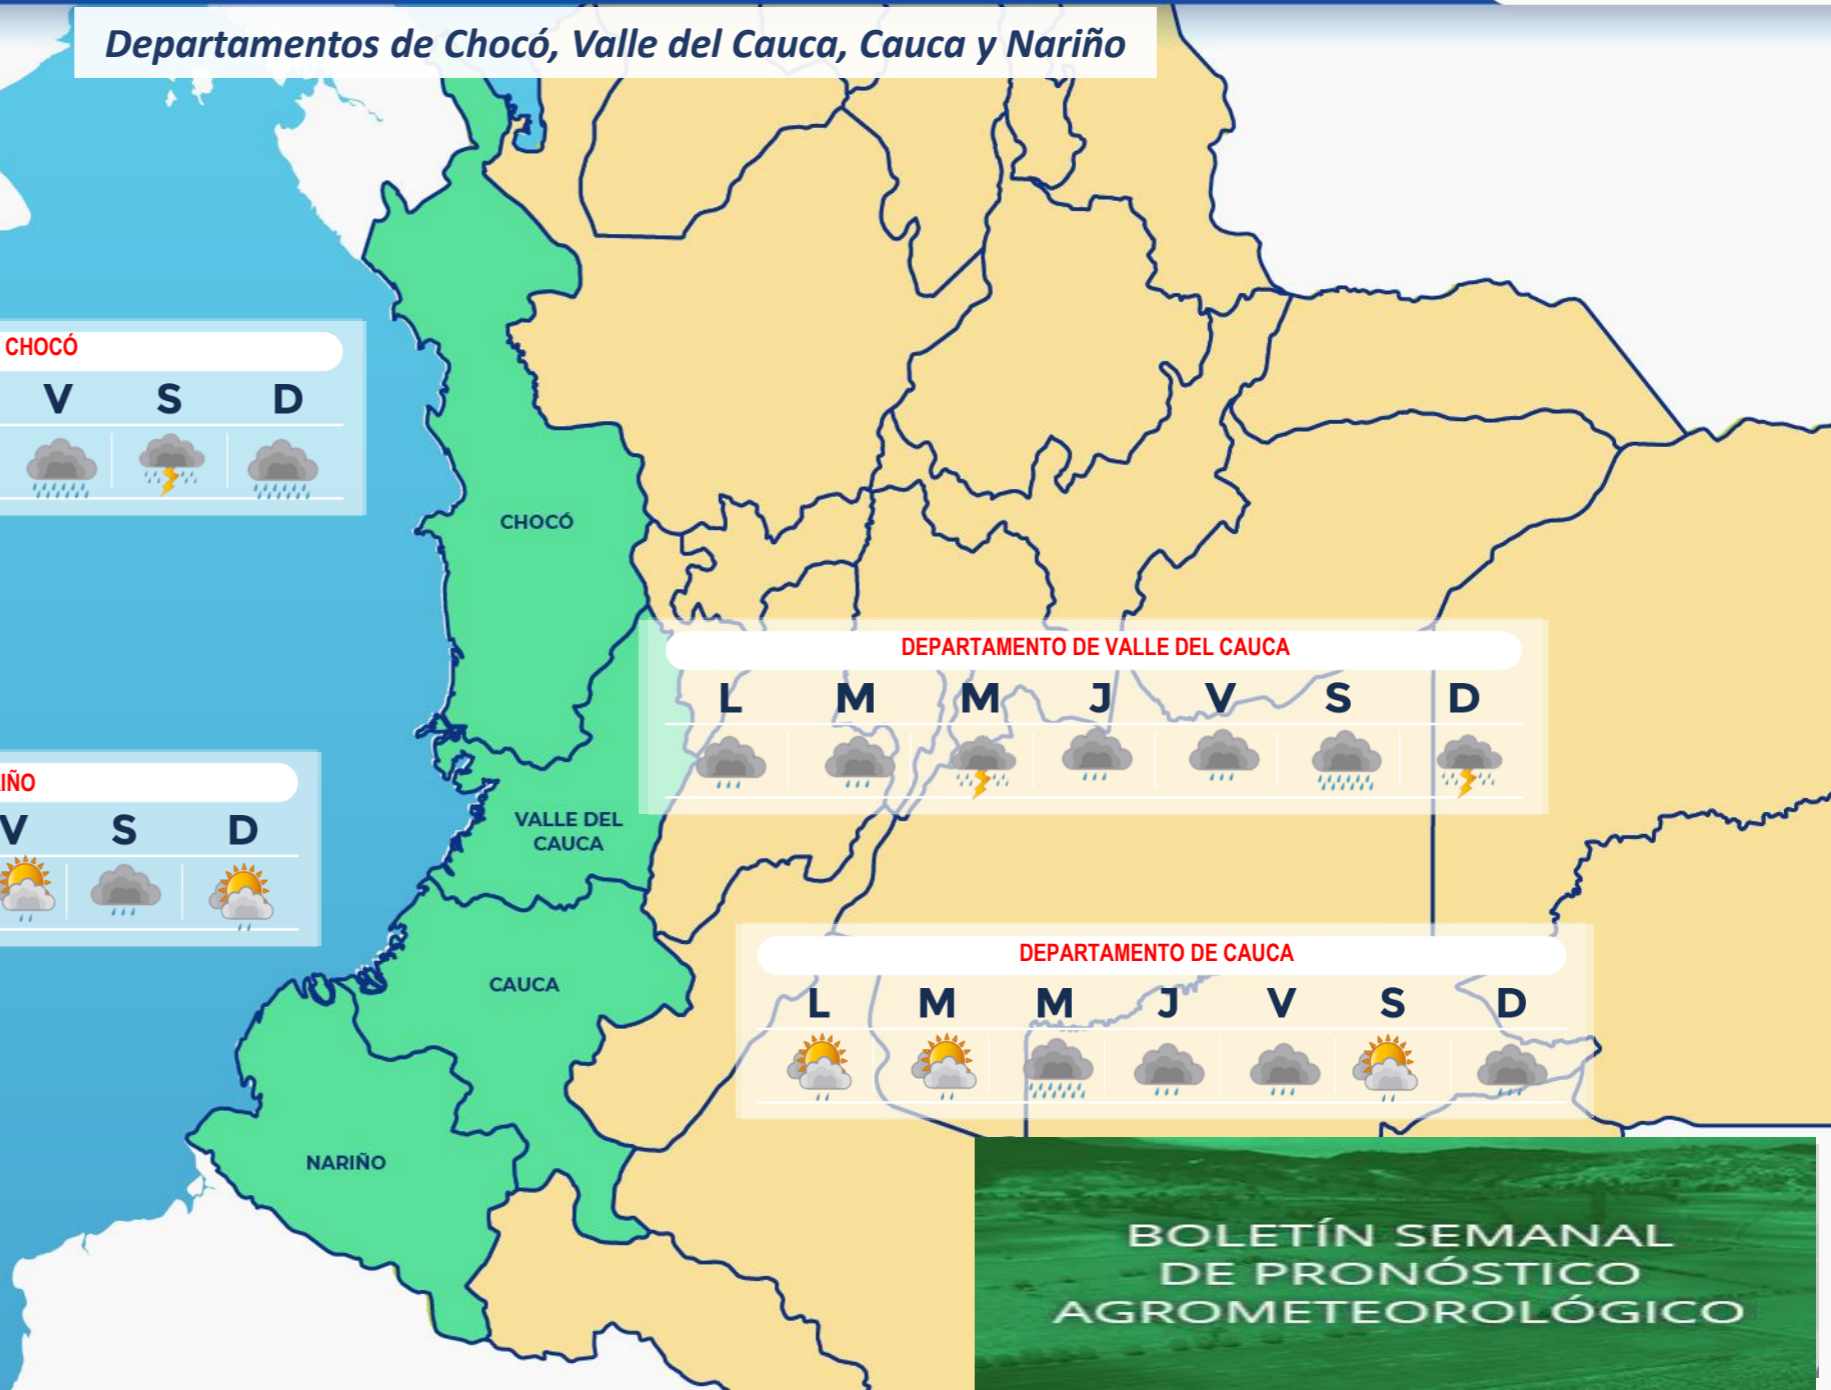 Departamentos de Chocó, Valle del Cauca, Cauca y Nariño
CHOCÓ
V S D
CHOCÓ
DEPARTAMENTO DE VALLE DEL CAUCA
L M M J V S D
IÑO
V S D
VALLE DEL
CAUCA
DEPARTAMENTO DE CAUCA
L M M J V S D
CAUCA
NARIÑO
BOLETÍN SEMANAL
DE PRONÓSTICO
AGROMETEOROLÓGICO